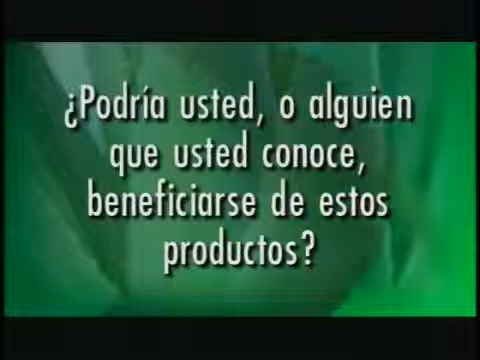 ¿Podría usted, o alguien
que usted conoce,
beneficiarse de estos
productos?